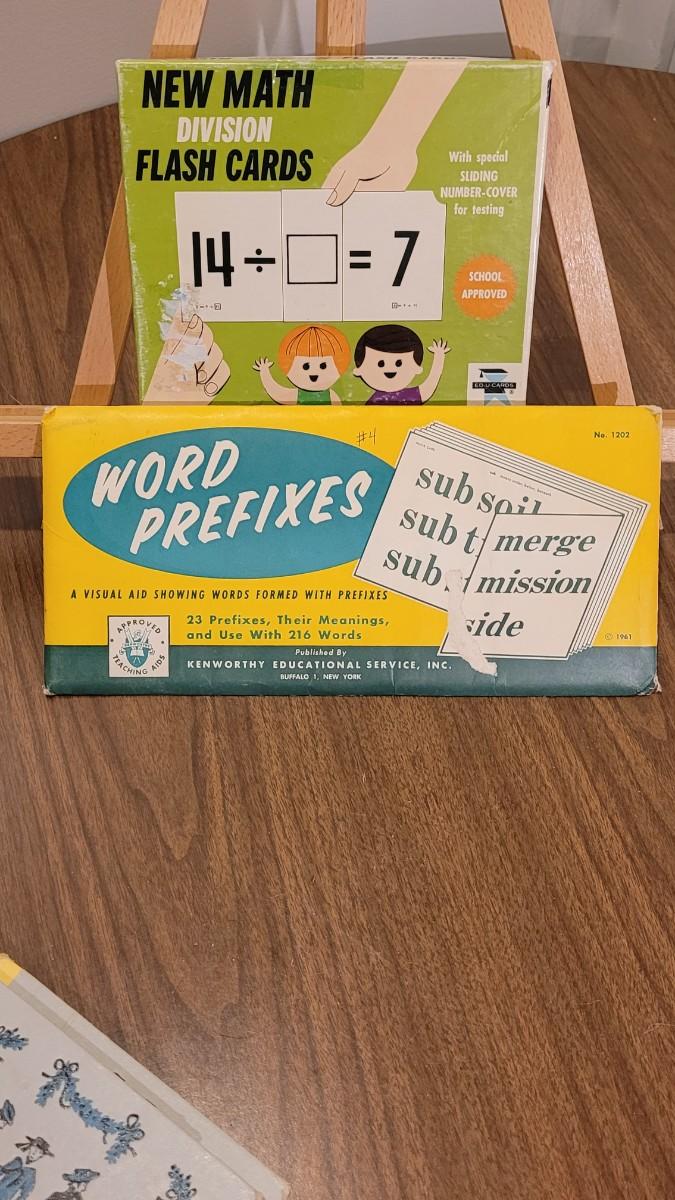 NEW MATH
DIVISION
FLASH CARDS
With special
SLIDING
NUMBER-COVER
for testing
14 ÷ = 7
SCHOOL
APPROVED
ED-U-CARDS
#4
No. 1202
WORD
PREFIXES
sub soil
sub t
sub
merge
mission
side
A VISUAL AID SHOWING WORDS FORMED WITH PREFIXES
23 Prefixes, Their Meanings,
and Use With 216 Words
APPROVED
TEACHING AIDS
© 1961
Published By
KENWORTHY EDUCATIONAL SERVICE, INC.
BUFFALO 1, NEW YORK